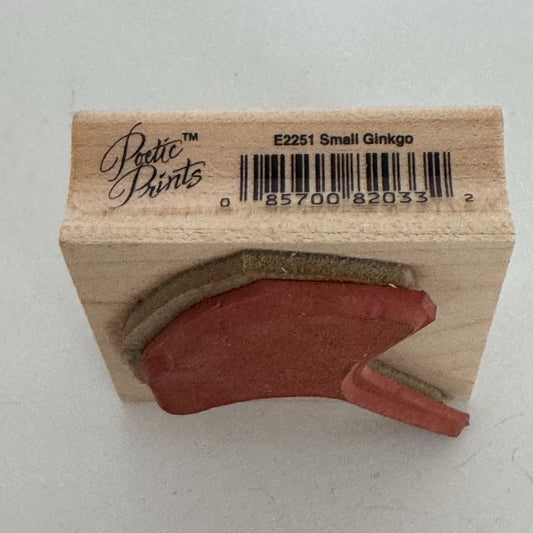 Poetic™
Prints
E2251 Small Ginkgo
0 85700 82033 2